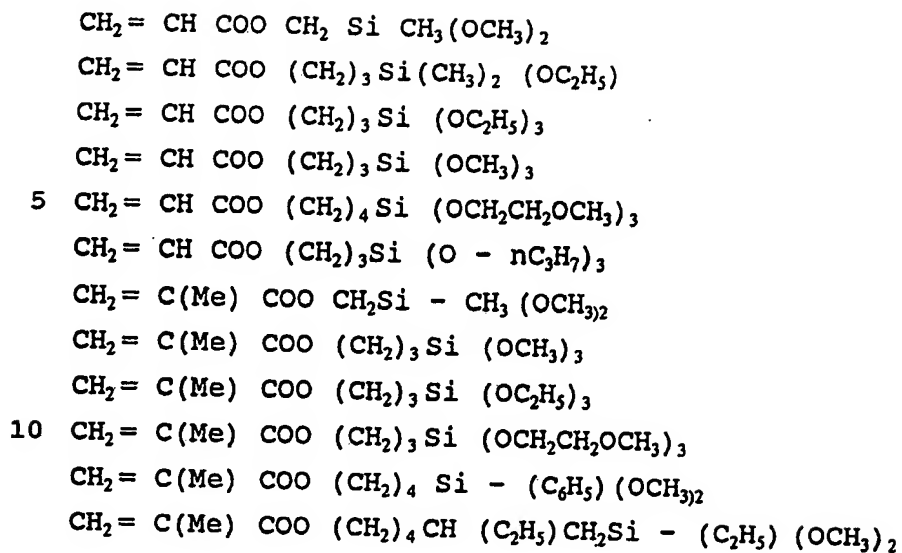 CH₂= CH COO CH₂ Si CH₃(OCH₃)₂
CH₂= CH COO (CH₂)₃Si(CH₃)₂ (OC₂H₅)
CH₂= CH COO (CH₂)₃Si (OC₂H₅)₃
CH₂= CH COO (CH₂)₃Si (OCH₃)₃
5 CH₂= CH COO (CH₂)₄Si (OCH₂CH₂OCH₃)₃
CH₂= CH COO (CH₂)₃Si (O - nC₃H₇)₃
CH₂= C(Me) COO CH₂Si - CH₃ (OCH₃₎₂
CH₂= C(Me) COO (CH₂)₃Si (OCH₃)₃
CH₂= C(Me) COO (CH₂)₃Si (OC₂H₅)₃
10 CH₂= C(Me) COO (CH₂)₃Si (OCH₂CH₂OCH₃)₃
CH₂= C(Me) COO (CH₂)₄ Si - (C₆H₅) (OCH₃₎₂
CH₂= C(Me) COO (CH₂)₄CH (C₂H₅)CH₂Si - (C₂H₅) (OCH₃)₂